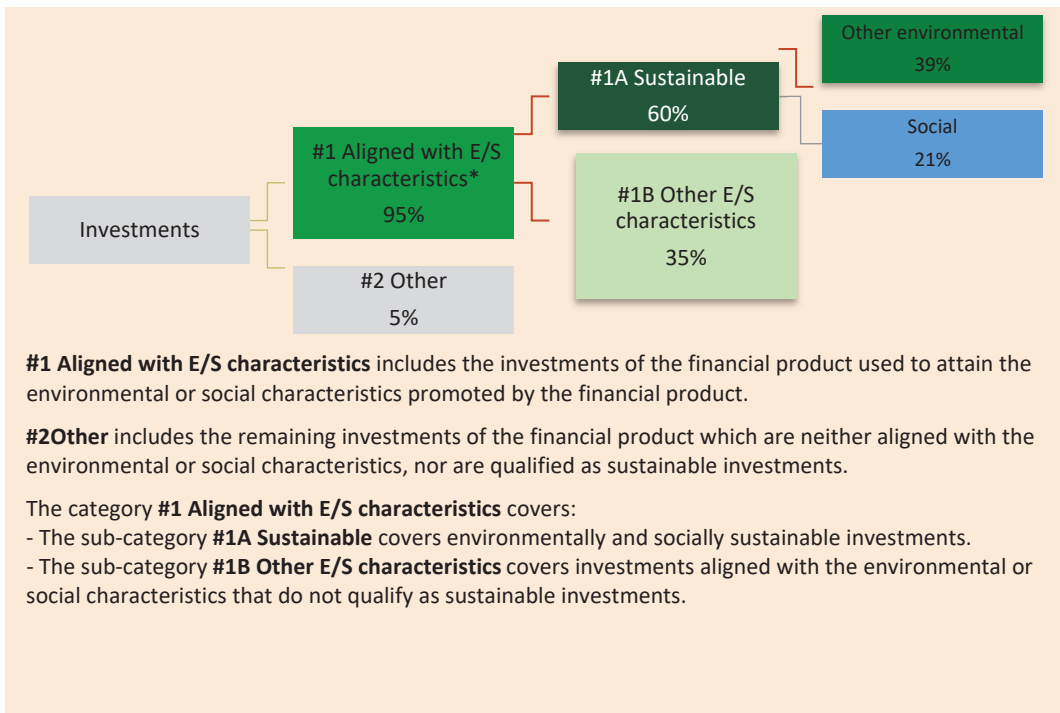 Other environmental
39%
#1A Sustainable
60%
Social
21%
#1 Aligned with E/S
characteristics*
95%
#1B Other E/S
characteristics
35%
Investments
#2 Other
5%
#1 Aligned with E/S characteristics includes the investments of the financial product used to attain the
environmental or social characteristics promoted by the financial product.
#2Other includes the remaining investments of the financial product which are neither aligned with the
environmental or social characteristics, nor are qualified as sustainable investments.
The category #1 Aligned with E/S characteristics covers:
- The sub-category #1A Sustainable covers environmentally and socially sustainable investments.
- The sub-category #1B Other E/S characteristics covers investments aligned with the environmental or
social characteristics that do not qualify as sustainable investments.